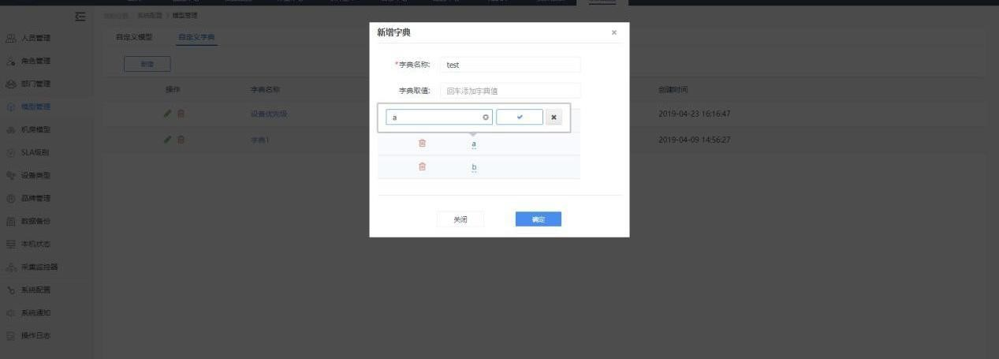 当前位置: 系统配置 > 模型管理
人员管理
角色管理
部门管理
模型管理
机房模型
SLA级别
设备类型
品牌管理
数据备份
本机状态
采集监控器
系统配置
系统通知
操作日志
自定义模型 自定义字典
新增
操作 字典名称 创建时间
设备优先级 2019-04-23 16:16:47
字典1 2019-04-09 14:56:27
新增字典 ×
*字典名称: test
字典取值: 回车添加字典值
a
a
b
关闭 确定